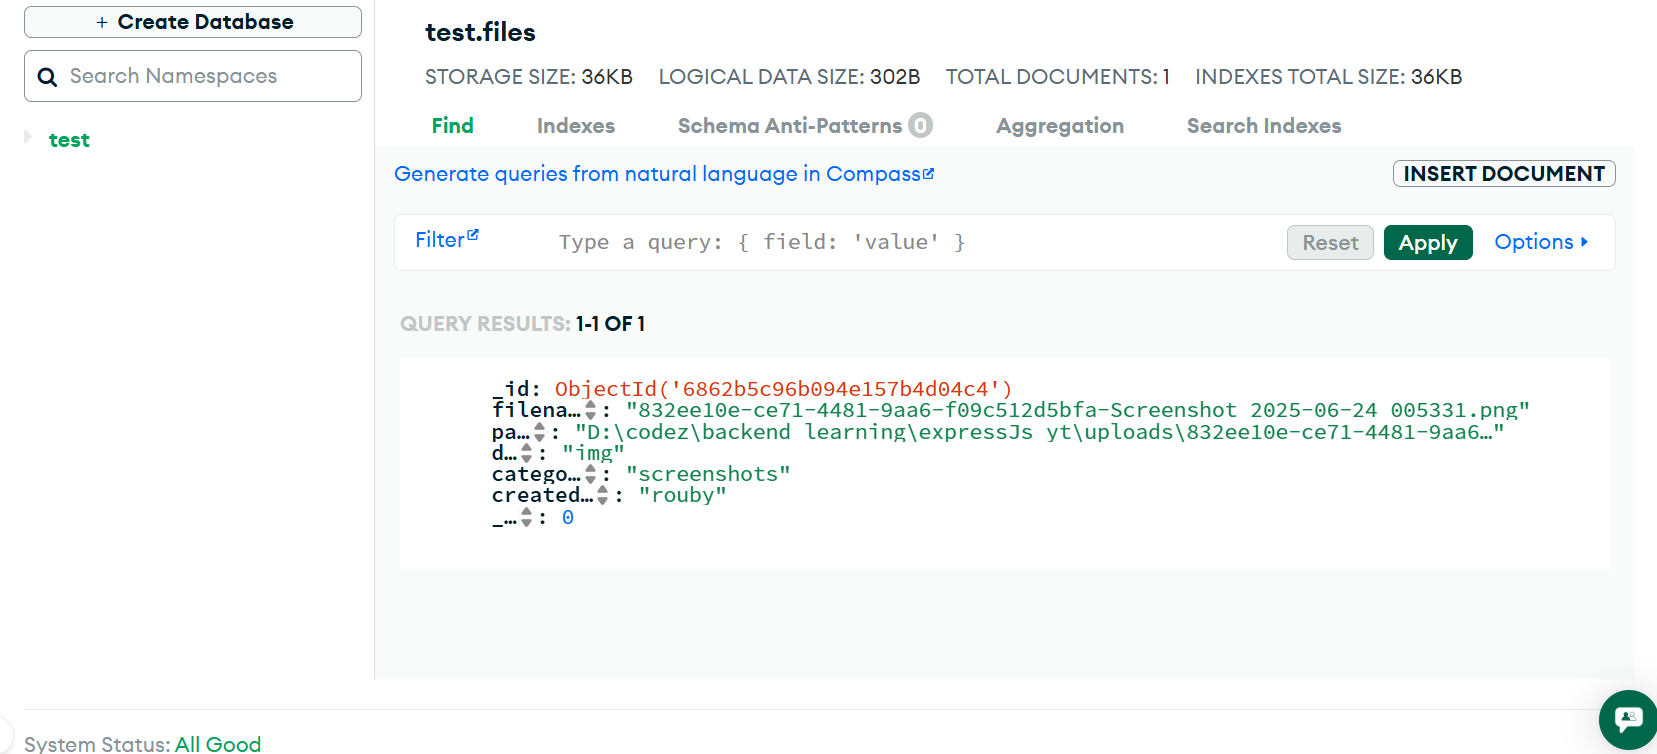 + Create Database
Search Namespaces
test
test.files
STORAGE SIZE: 36KB LOGICAL DATA SIZE: 302B TOTAL DOCUMENTS: 1 INDEXES TOTAL SIZE: 36KB
Find Indexes Schema Anti-Patterns 0 Aggregation Search Indexes
Generate queries from natural language in Compass
INSERT DOCUMENT
Filter Type a query: { field: 'value' } Reset Apply Options
QUERY RESULTS: 1-1 OF 1
_id: ObjectId('6862b5c96b094e157b4d04c4')
filena…: "832ee10e-ce71-4481-9aa6-f09c512d5bfa-Screenshot 2025-06-24 005331.png"
pa…: "D:\codez\backend learning\expressJs yt\uploads\832ee10e-ce71-4481-9aa6…"
d…: "img"
catego…: "screenshots"
created…: "rouby"
_…: 0
System Status: All Good